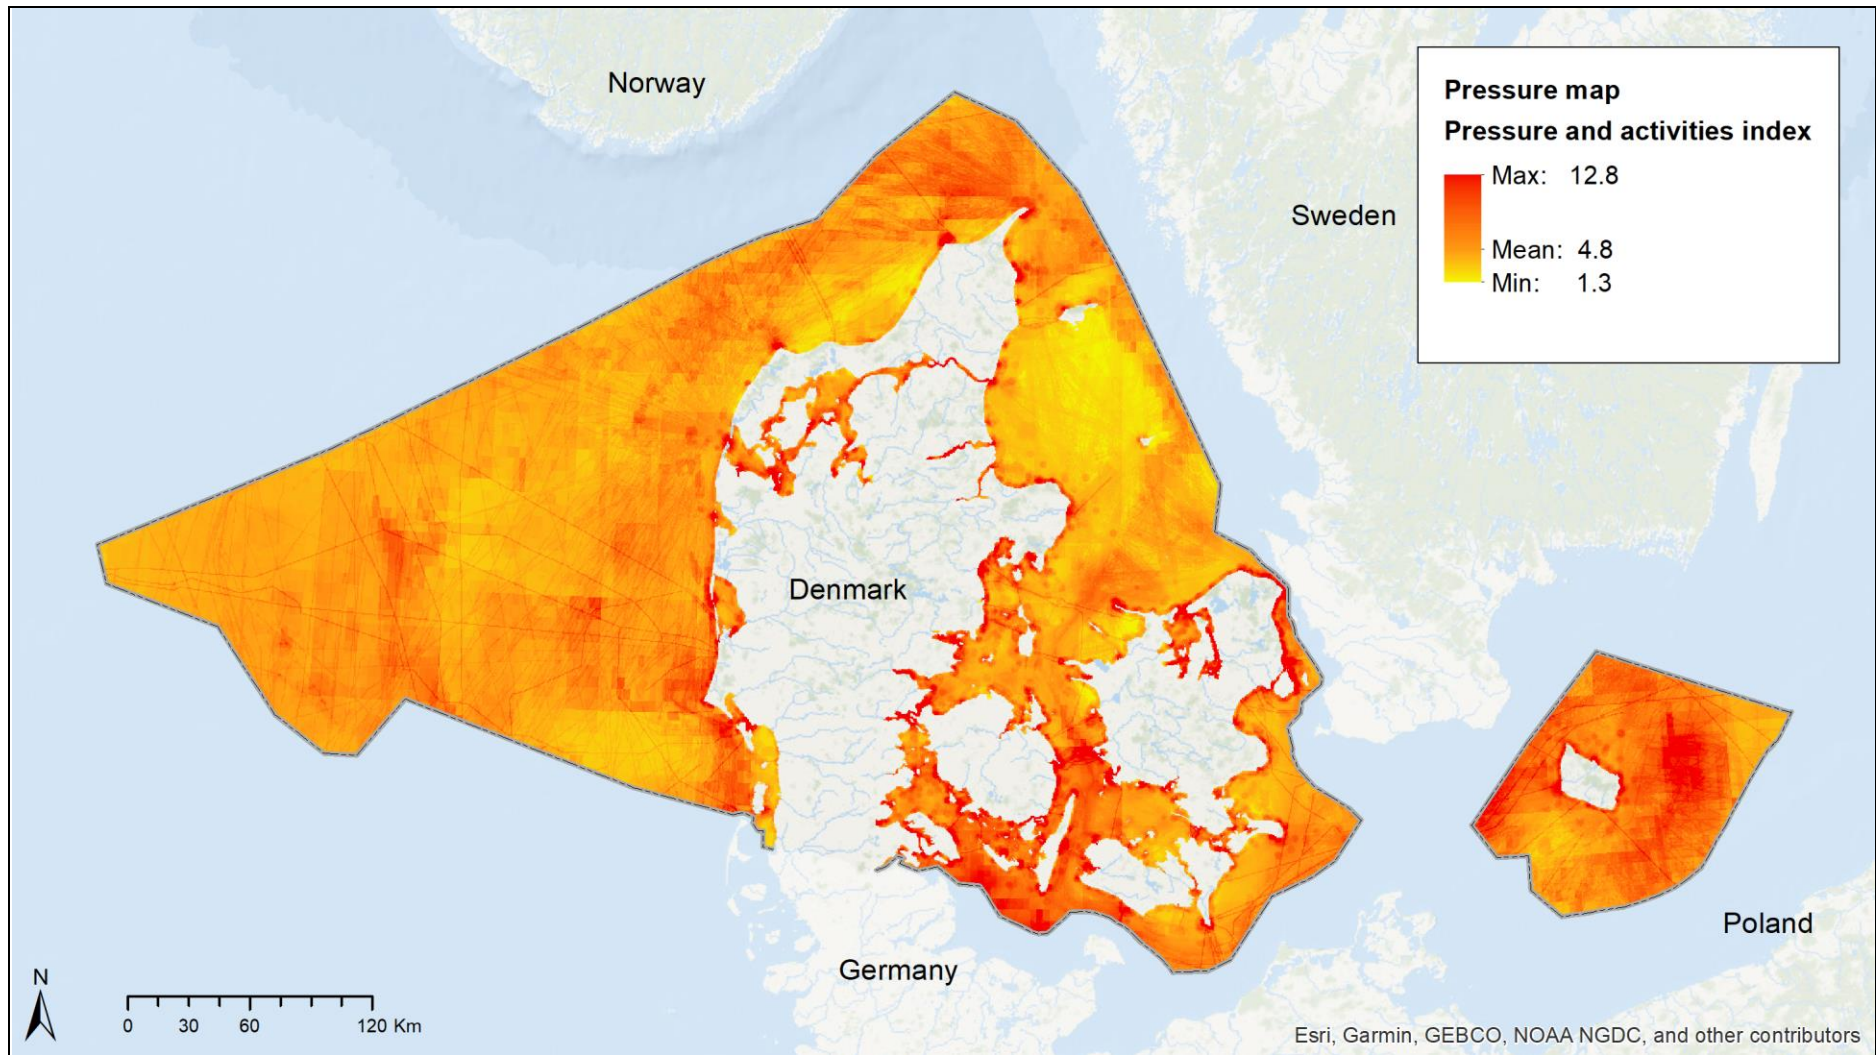 Norway
Pressure map
Pressure and activities index
Max: 12.8
Mean: 4.8
Min: 1.3
Sweden
Denmark
Poland
Germany
N
0 30 60 120 Km
Esri, Garmin, GEBCO, NOAA NGDC, and other contributors